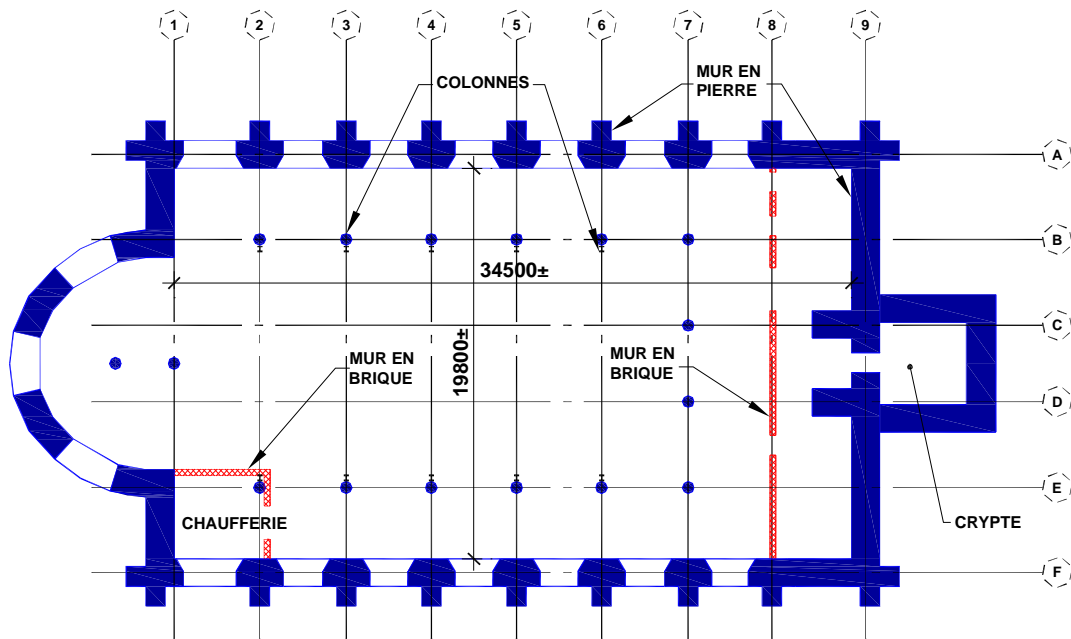 1 2 3 4 5 6 7 8 9
COLONNES
MUR EN
PIERRE
A
B
34500±
C
MUR EN
BRIQUE
MUR EN
BRIQUE
19800±
D
E
CHAUFFERIE
CRYPTE
F